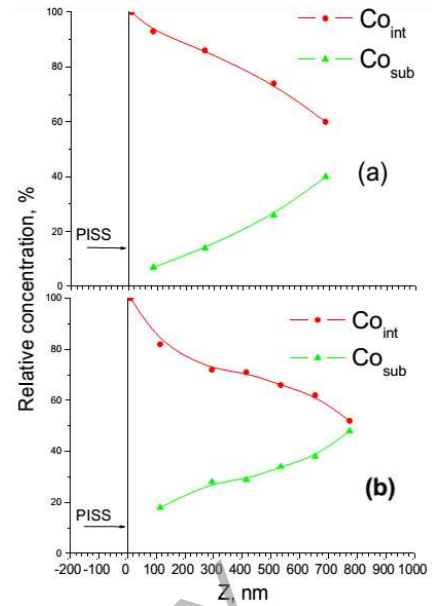 100
80
60
40
20
0
Co_int
Co_sub
(a)
PISS
Relative concentration, %
100
80
60
40
20
0
Co_int
Co_sub
(b)
PISS
-200 -100 0 100 200 300 400 500 600 700 800 900 1000
Z, nm